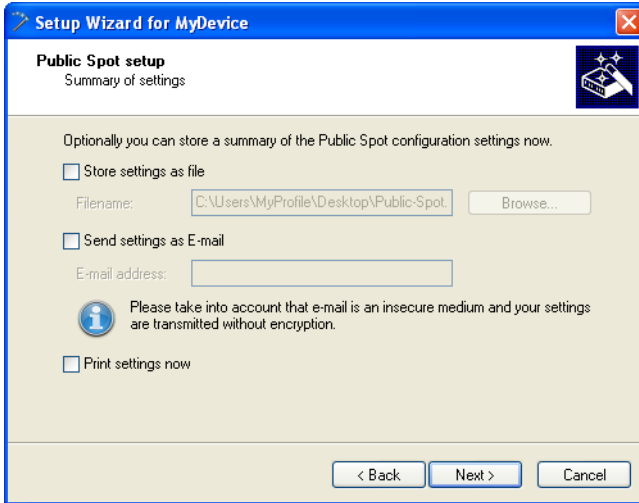 Setup Wizard for MyDevice
Public Spot setup
Summary of settings
Optionally you can store a summary of the Public Spot configuration settings now.
Store settings as file
Filename: C:\Users\MyProfile\Desktop\Public-Spot. Browse...
Send settings as E-mail
E-mail address:
Please take into account that e-mail is an insecure medium and your settings
are transmitted without encryption.
Print settings now
< Back Next > Cancel